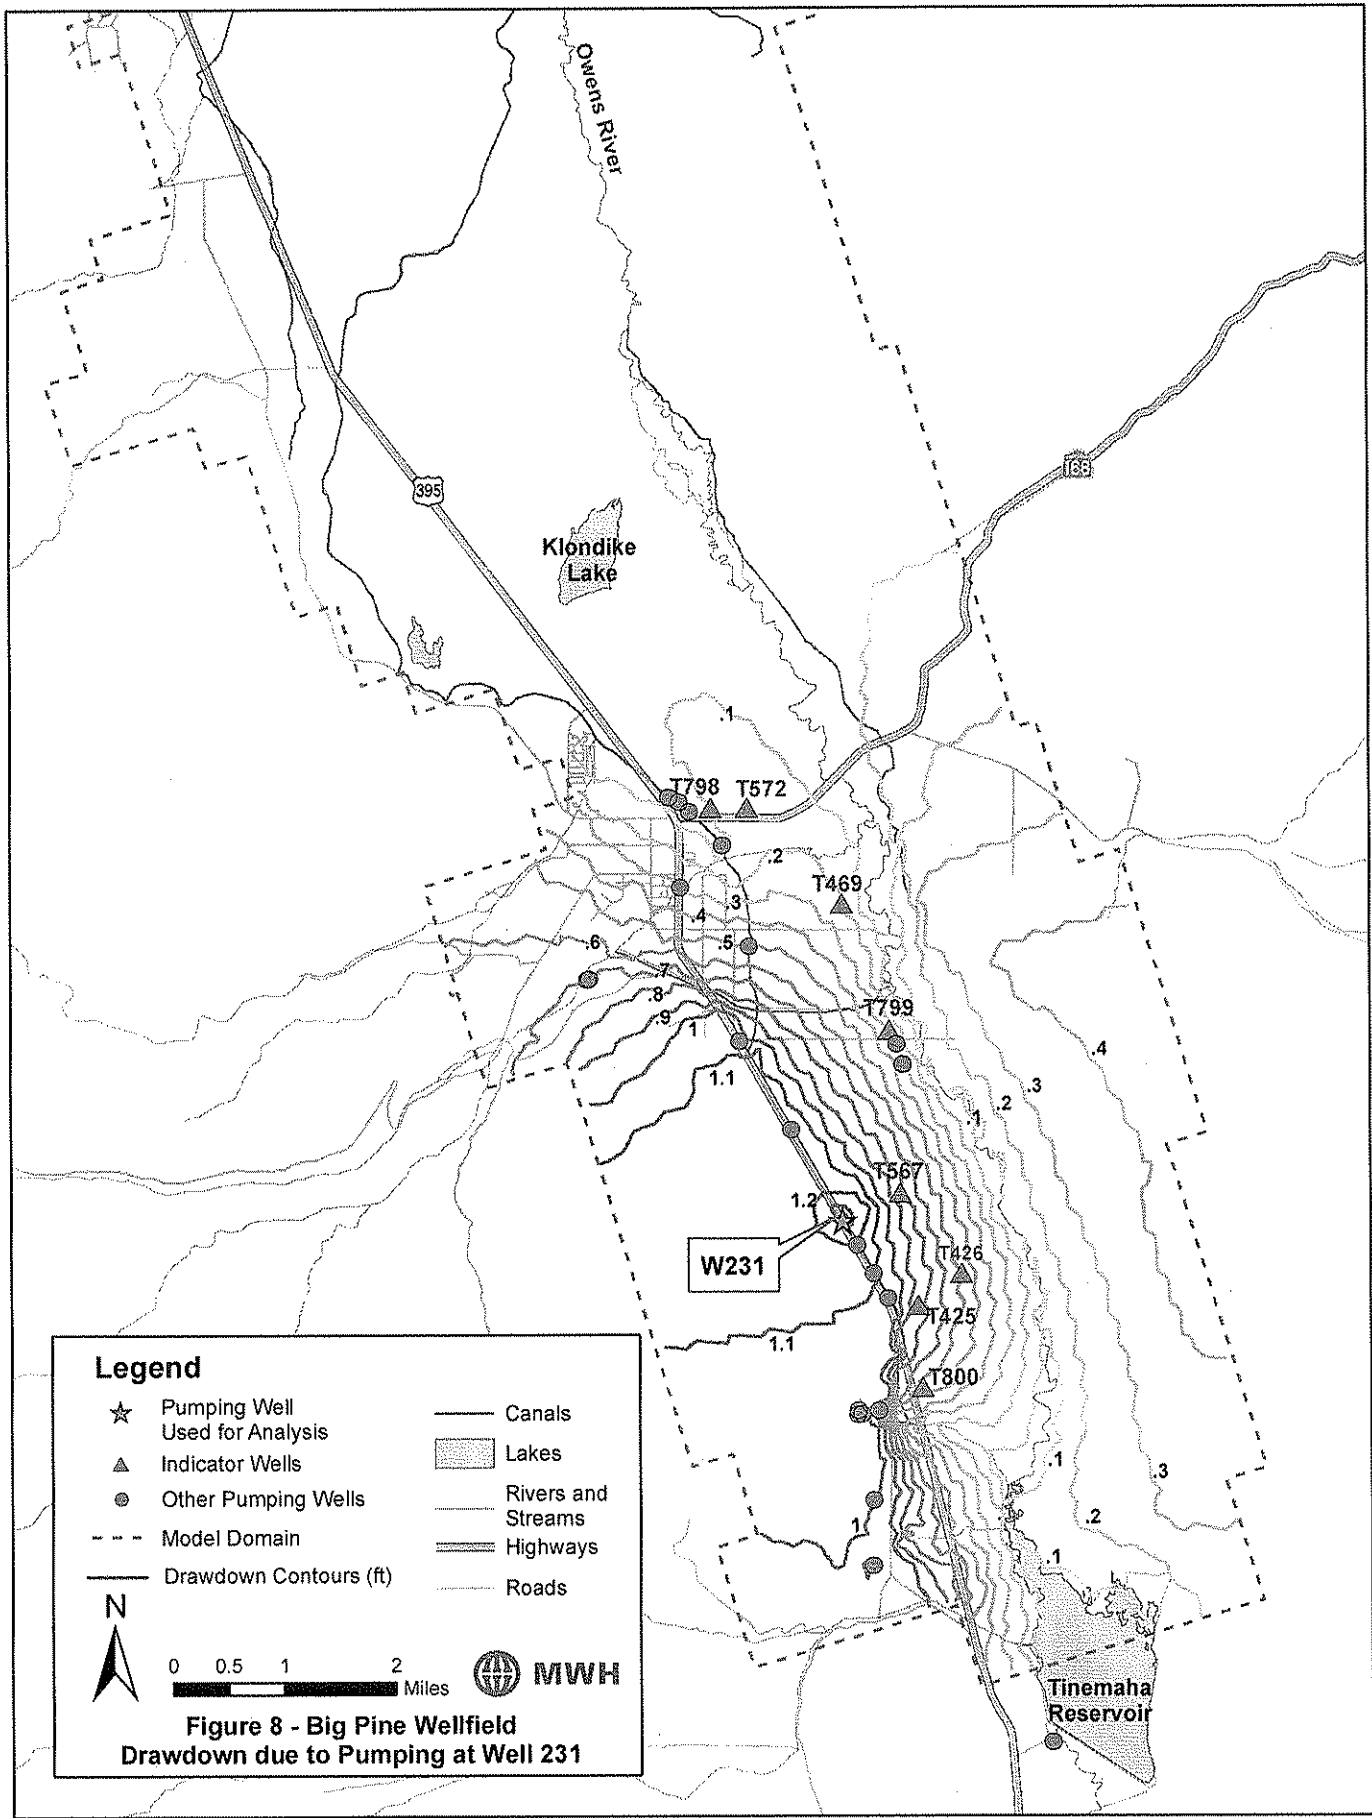 Owens River
168
395
Klondike
Lake
.1
T798
T572
.2
T469
.3
.4
.5
.6
.7
.8
.9
1
T799
.4
1.1
.3
.2
.1
T567
1.2
W231
T426
T425
1.1
T800
.1
.3
.2
1
.1
Tinemaha
Reservoir
Legend
Pumping Well
Used for Analysis
Indicator Wells
Other Pumping Wells
Model Domain
Drawdown Contours (ft)
Canals
Lakes
Rivers and
Streams
Highways
Roads
N
0 0.5 1 2
Miles
MWH
Figure 8 - Big Pine Wellfield
Drawdown due to Pumping at Well 231